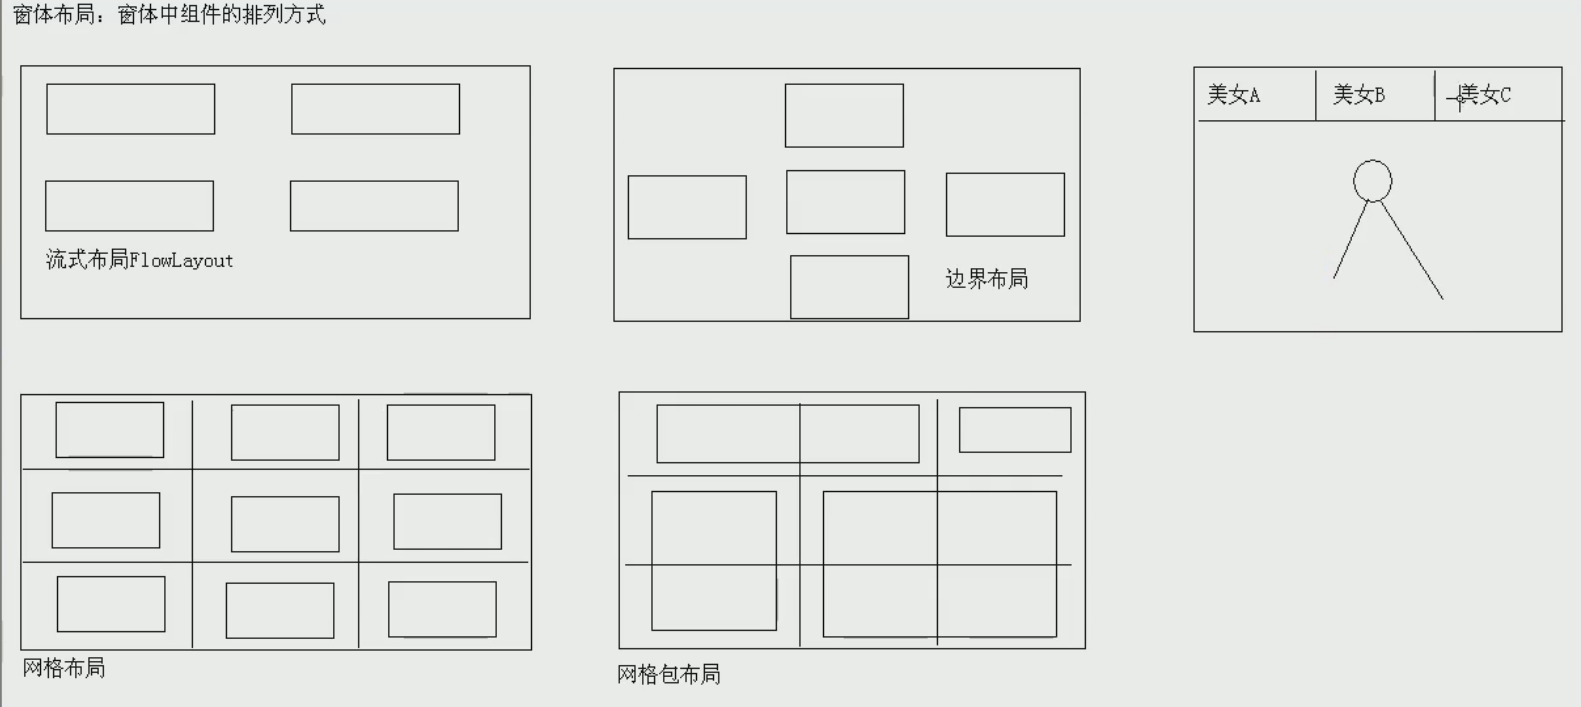 窗体布局：窗体中组件的排列方式
流式布局FlowLayout
边界布局
美女A 美女B 美女C
网格布局
网格包布局